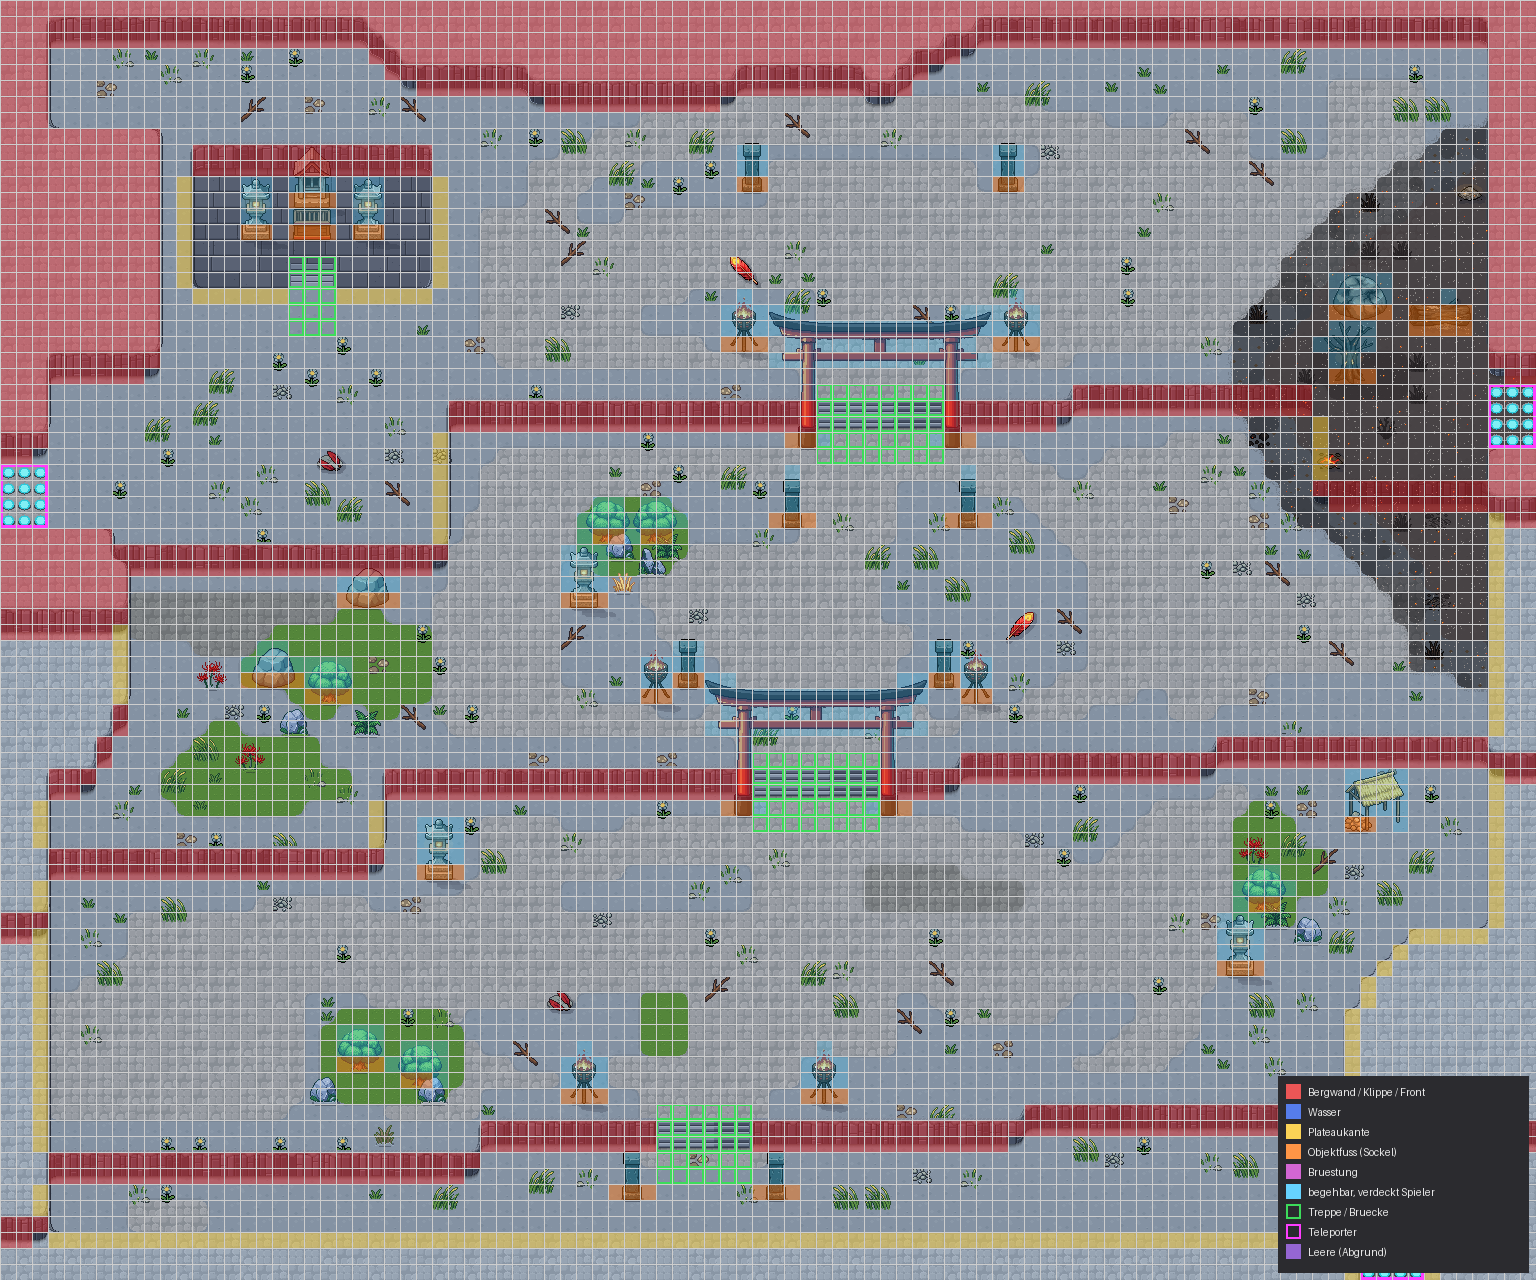 Bergwand / Klippe / Front
Wasser
Plateaukante
Objektfuss (Sockel)
Bruestung
begehbar, verdeckt Spieler
Treppe / Bruecke
Teleporter
Leere (Abgrund)